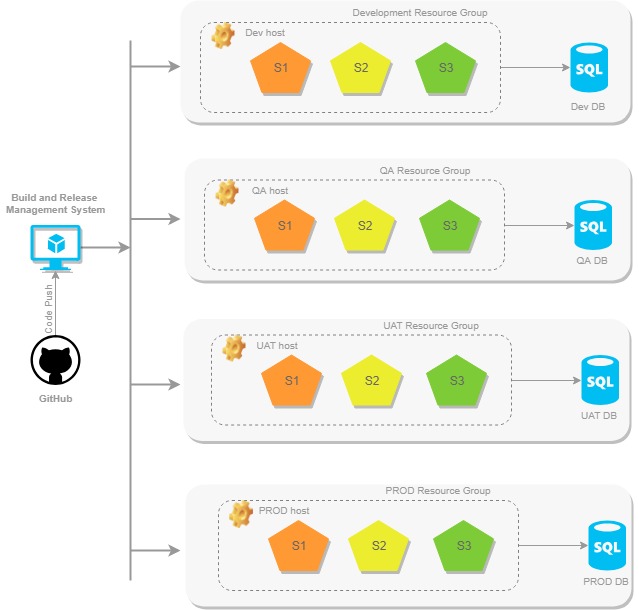 Development Resource Group
Dev host
S1
S2
S3
SQL
Dev DB
QA Resource Group
QA host
S1
S2
S3
SQL
QA DB
Build and Release
Management System
Code Push
GitHub
UAT Resource Group
UAT host
S1
S2
S3
SQL
UAT DB
PROD Resource Group
PROD host
S1
S2
S3
SQL
PROD DB